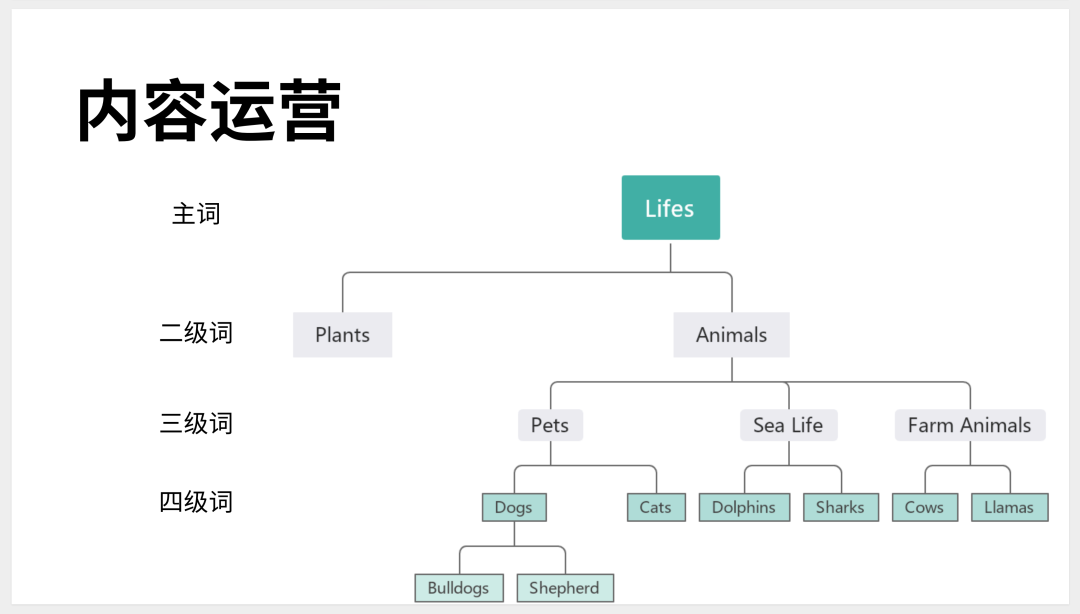 内容运营
主词
Lifes
二级词
Plants
Animals
三级词
Pets
Sea Life
Farm Animals
四级词
Dogs
Cats
Dolphins
Sharks
Cows
Llamas
Bulldogs
Shepherd